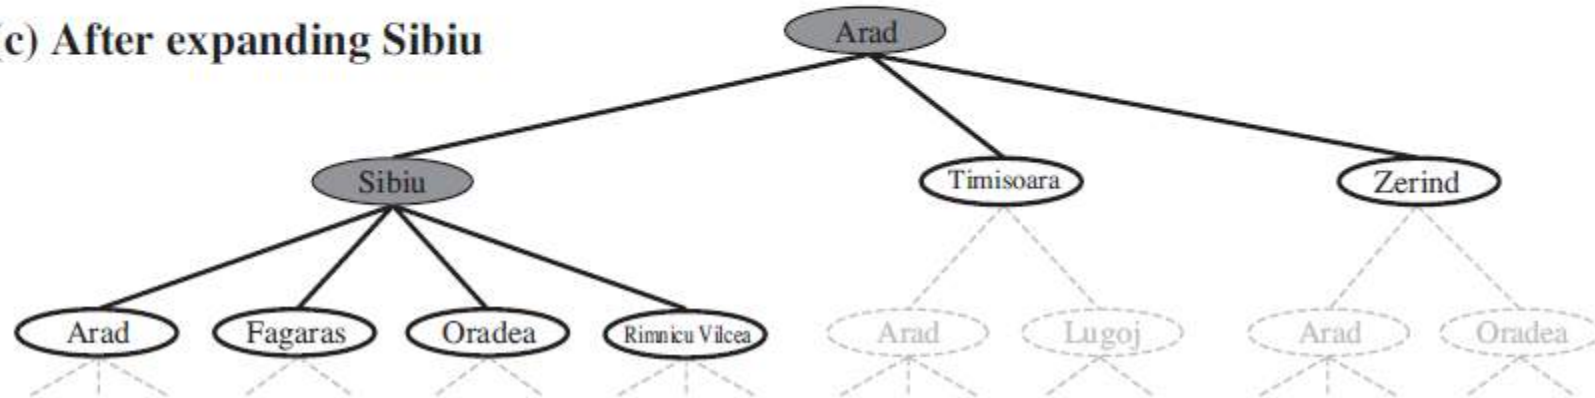 (c) After expanding Sibiu
Arad
Sibiu
Timisoara
Zerind
Arad
Fagaras
Oradea
Rimnicu Vilcea
Arad
Lugoj
Arad
Oradea